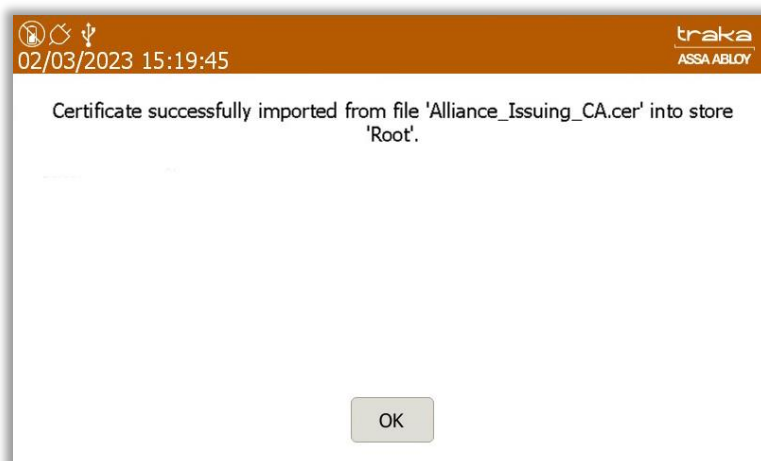 traka
02/03/2023 15:19:45
ASSA ABLOY
Certificate successfully imported from file 'Alliance_Issuing_CA.cer' into store
'Root'.
OK